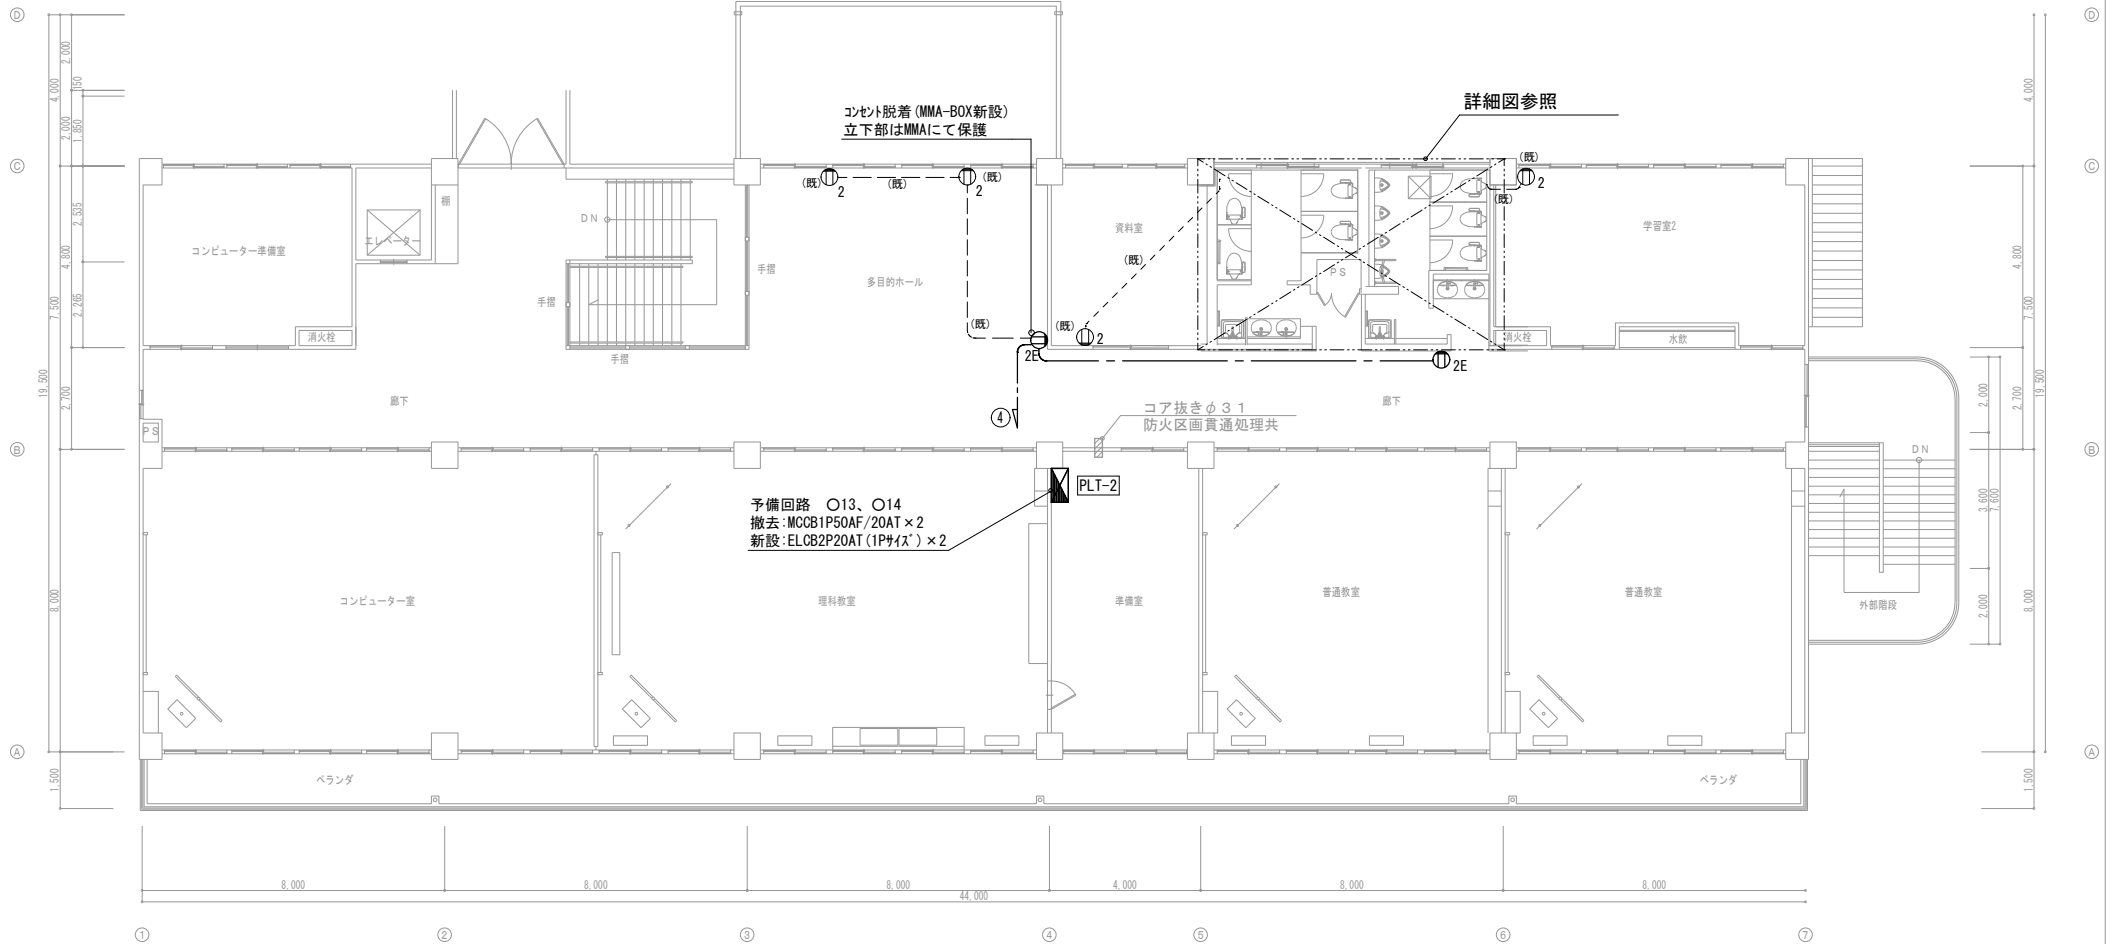 Ⓓ
Ⓓ
コンセント脱着(MMA-BOX新設)
立下部はMMAにて保護
詳細図参照
Ⓒ
Ⓒ
(既)
2
(既)
(既)
2
(既)
2
(既)
棚
DN
コンピューター準備室
エレベーター
資料室
学習室2
(既)
PS
手摺
多目的ホール
手摺
(既)
(既)
2
消火栓
消火栓
水飲
手摺
2E
2E
廊下
廊下
④
コア抜きφ31
防火区画貫通処理共
PS
Ⓑ
Ⓑ
DN
PLT-2
予備回路 〇13、〇14
撤去:MCCB1P50AF/20AT×2
新設:ELCB2P20AT(1Pサイズ)×2
コンピューター室
理科教室
準備室
普通教室
普通教室
外部階段
Ⓐ
Ⓐ
ベランダ
ベランダ
2,000
4,000
150
2,000
1,850
2,535
4,800
7,500
2,265
19,500
2,700
8,000
1,500
4,000
4,800
7,500
2,000
2,700
19,500
3,600
7,600
2,000
8,000
1,500
8,000
8,000
8,000
4,000
8,000
8,000
44,000
①
②
③
④
⑤
⑥
⑦